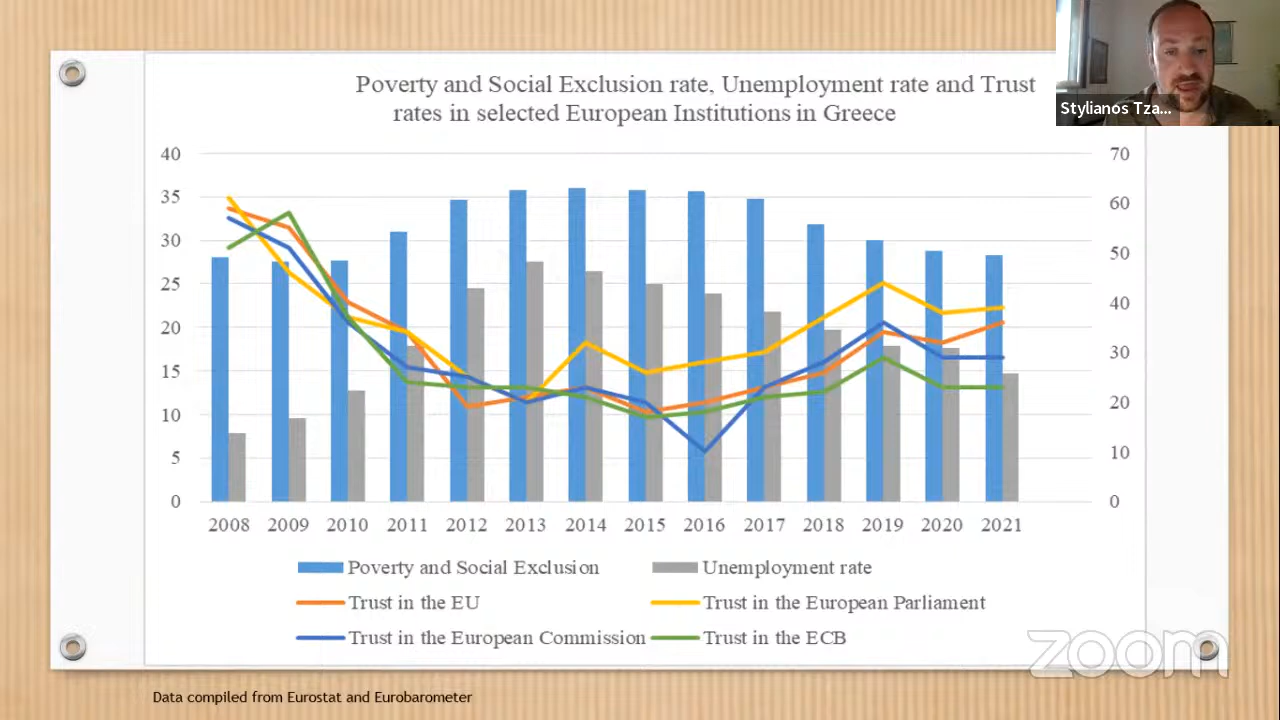 Stylianos Tza...
Poverty and Social Exclusion rate, Unemployment rate and Trust
rates in selected European Institutions in Greece
40 70
35 60
30 50
25 40
20 30
15 20
10 10
5 0
0
2008 2009 2010 2011 2012 2013 2014 2015 2016 2017 2018 2019 2020 2021
Poverty and Social Exclusion Unemployment rate
Trust in the EU Trust in the European Parliament
Trust in the European Commission Trust in the ECB
zoom
Data compiled from Eurostat and Eurobarometer